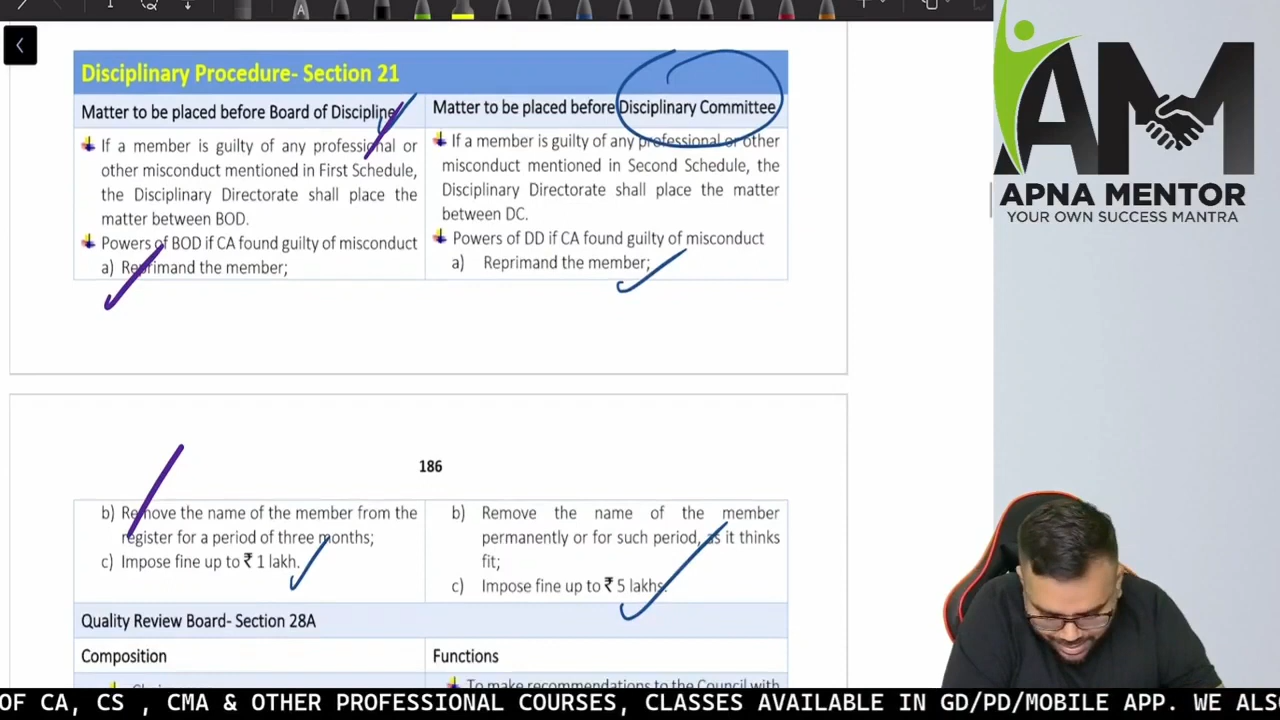 Disciplinary Procedure- Section 21
Matter to be placed before Board of Discipline
If a member is guilty of any professional or
other misconduct mentioned in First Schedule,
the Disciplinary Directorate shall place the
matter between BOD.
Powers of BOD if CA found guilty of misconduct
a) Reprimand the member;
Matter to be placed before Disciplinary Committee
If a member is guilty of any professional or other
misconduct mentioned in Second Schedule, the
Disciplinary Directorate shall place the matter
between DC.
Powers of DD if CA found guilty of misconduct
a) Reprimand the member;
186
b) Remove the name of the member from the
register for a period of three months;
c) Impose fine up to ₹ 1 lakh.
b) Remove the name of the member
permanently or for such period, as it thinks
fit;
c) Impose fine up to ₹ 5 lakhs.
Quality Review Board- Section 28A
Composition
Functions
To make recommendations to the Council with
AM
APNA MENTOR
YOUR OWN SUCCESS MANTRA
OF CA, CS , CMA & OTHER PROFESSIONAL COURSES, CLASSES AVAILABLE IN GD/PD/MOBILE APP. WE ALS